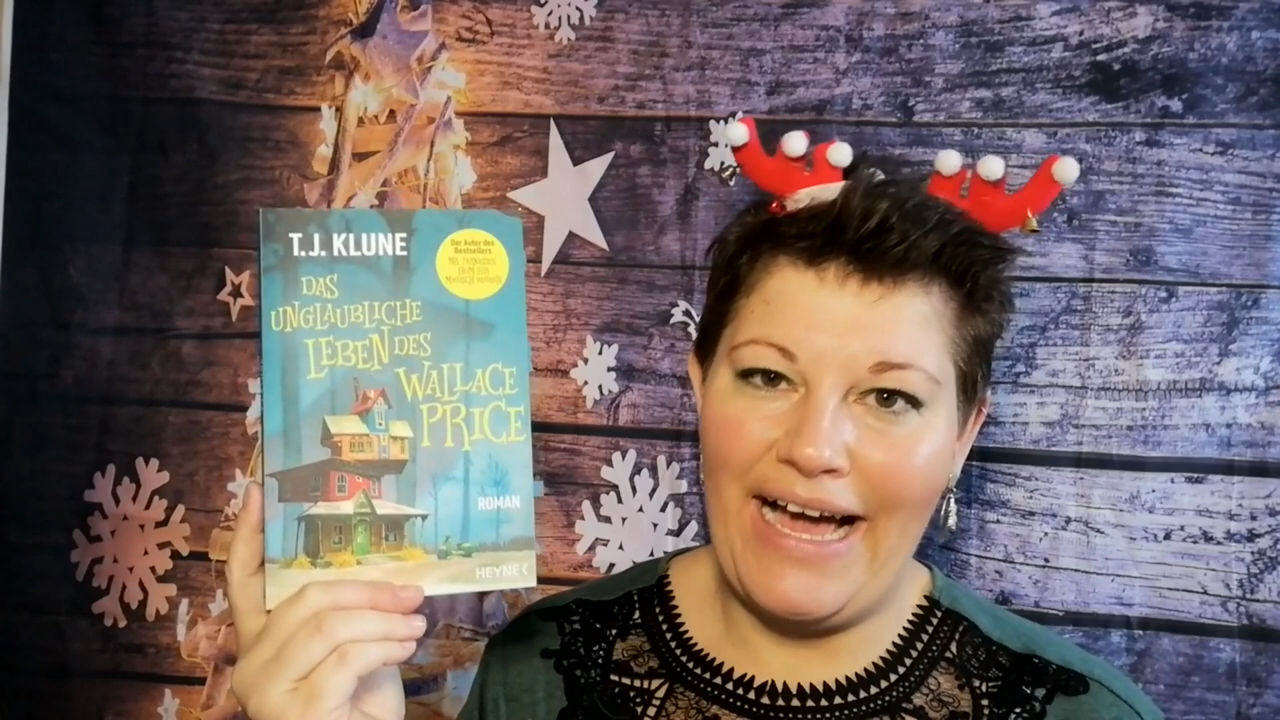 T.J. KLUNE
Der Autor des
Bestsellers
DAS
UNGLAUBLICHE
LEBEN DES
WALLACE
PRICE
ROMAN
HEYNE <